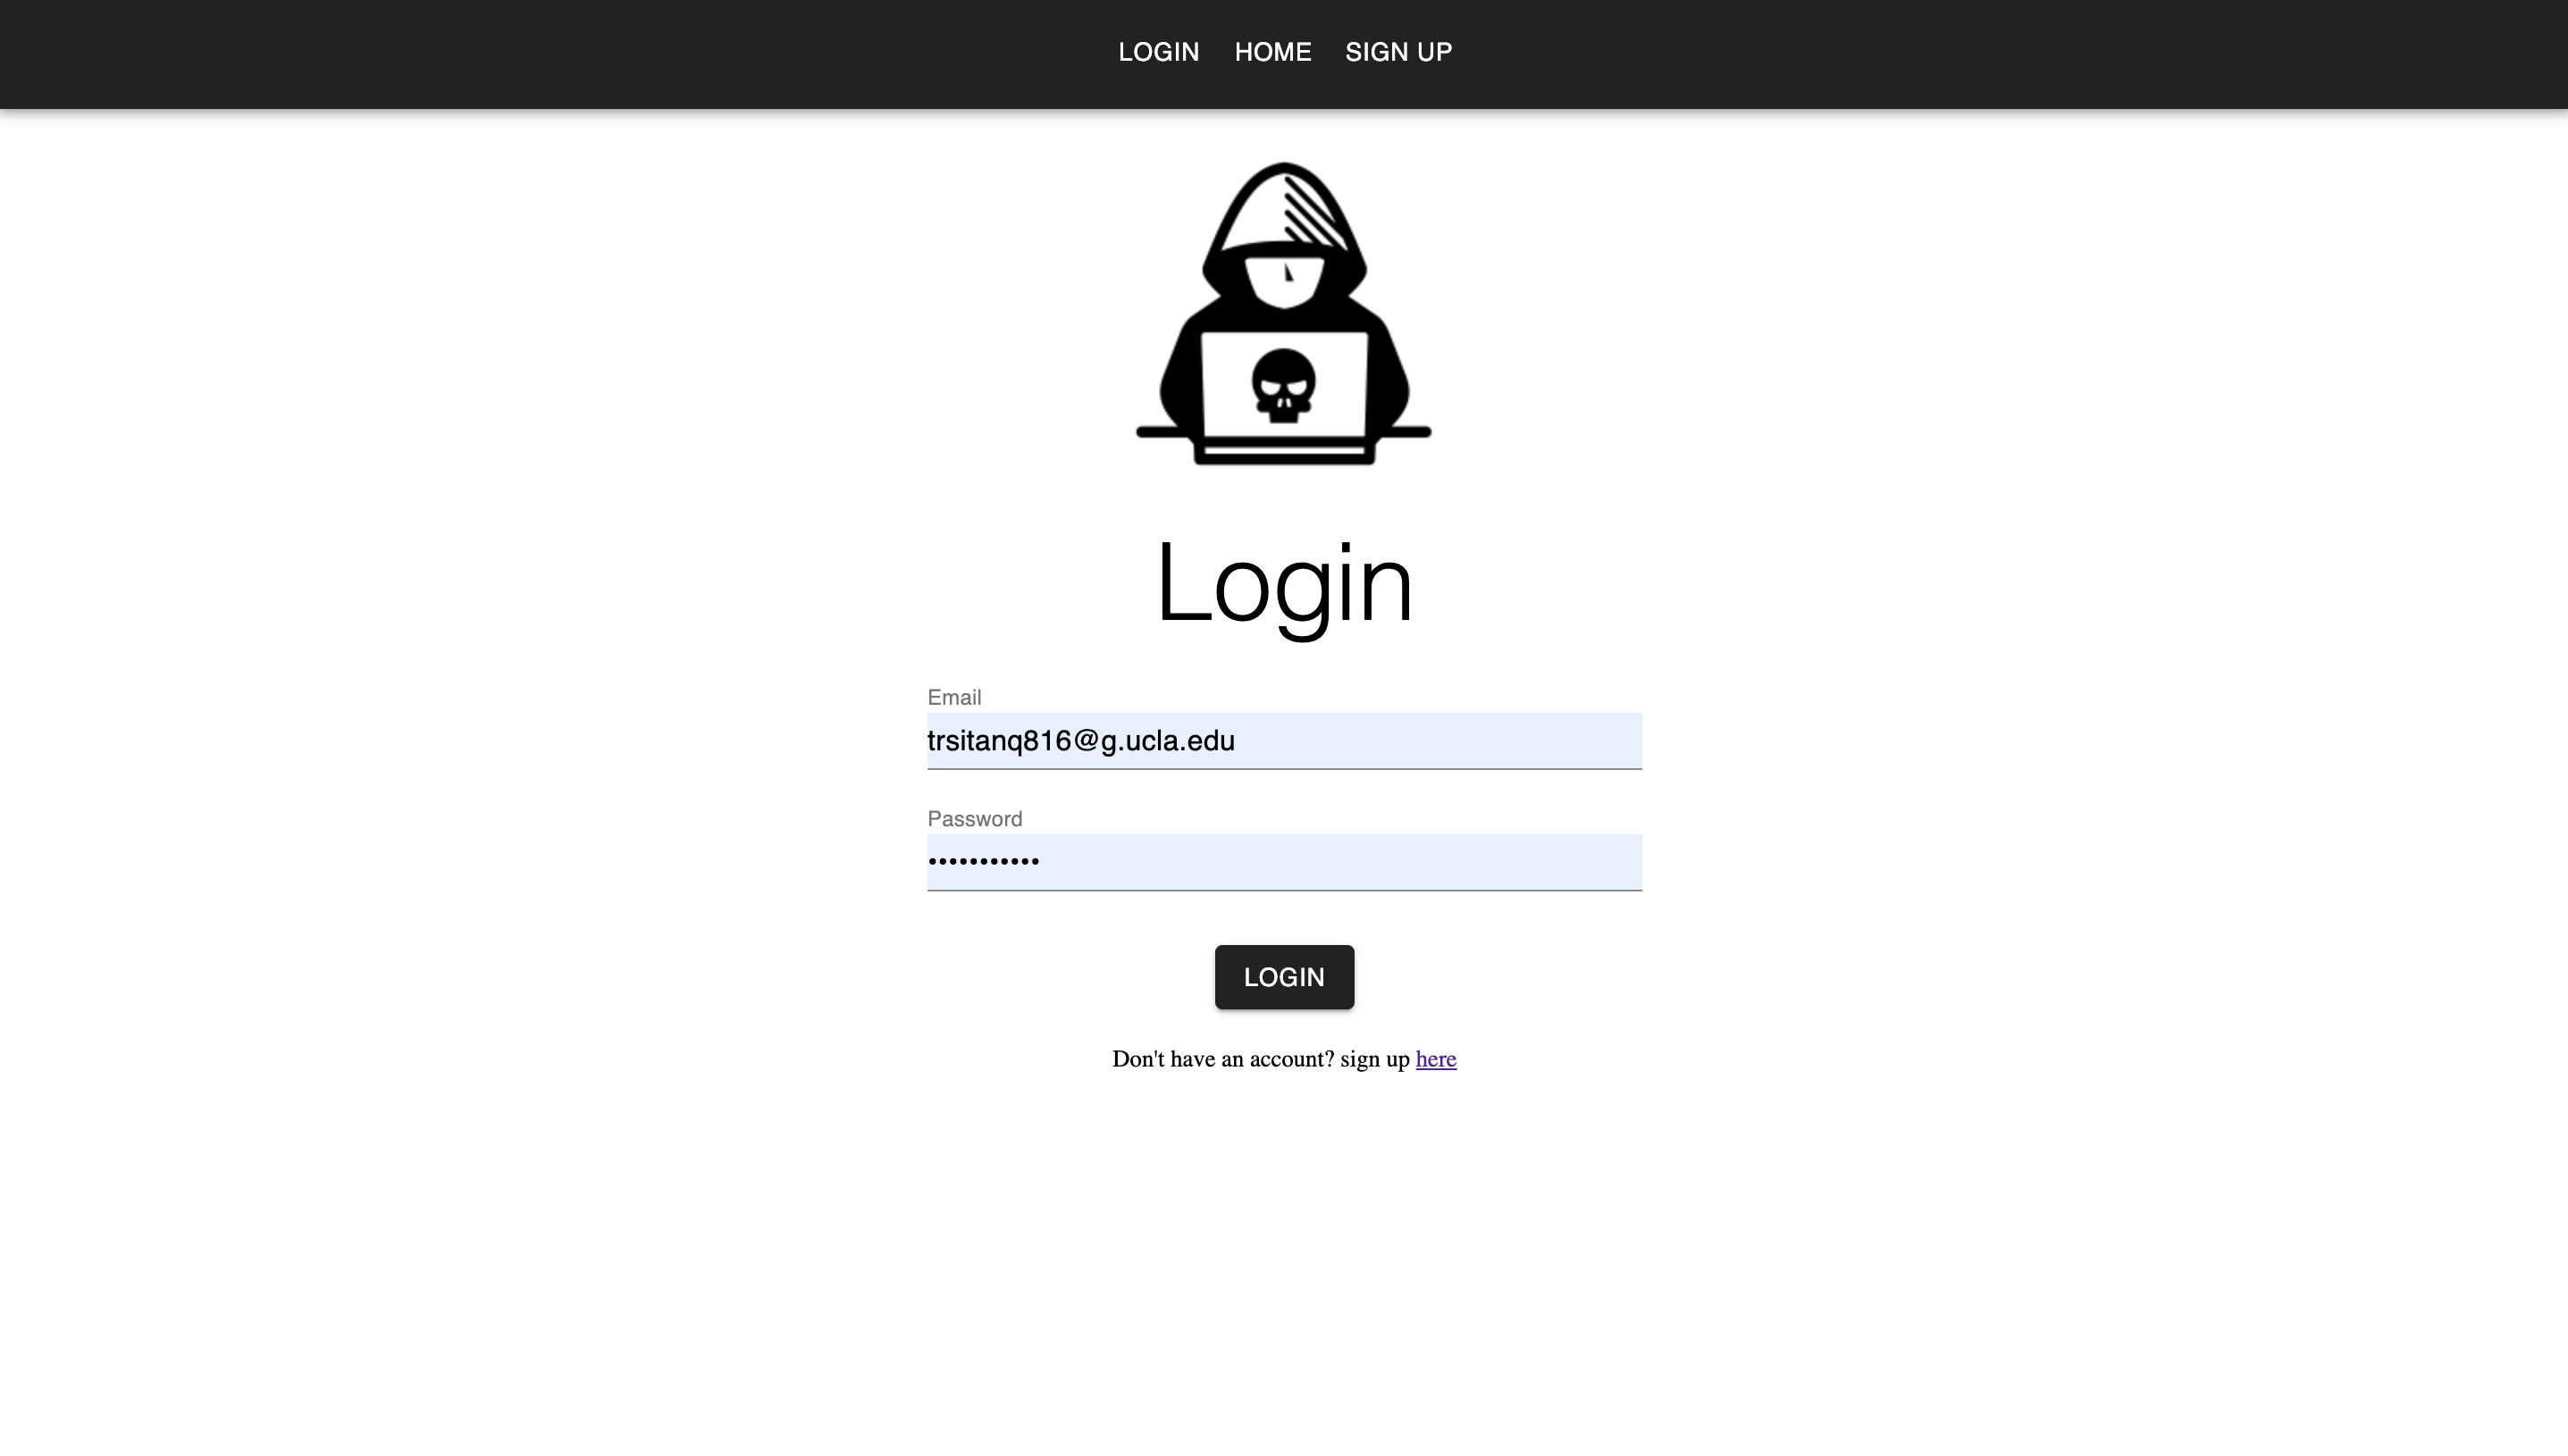 LOGIN HOME SIGN UP
Login
Email
trsitanq816@g.ucla.edu
Password
•••••••••••
LOGIN
Don't have an account? sign up here